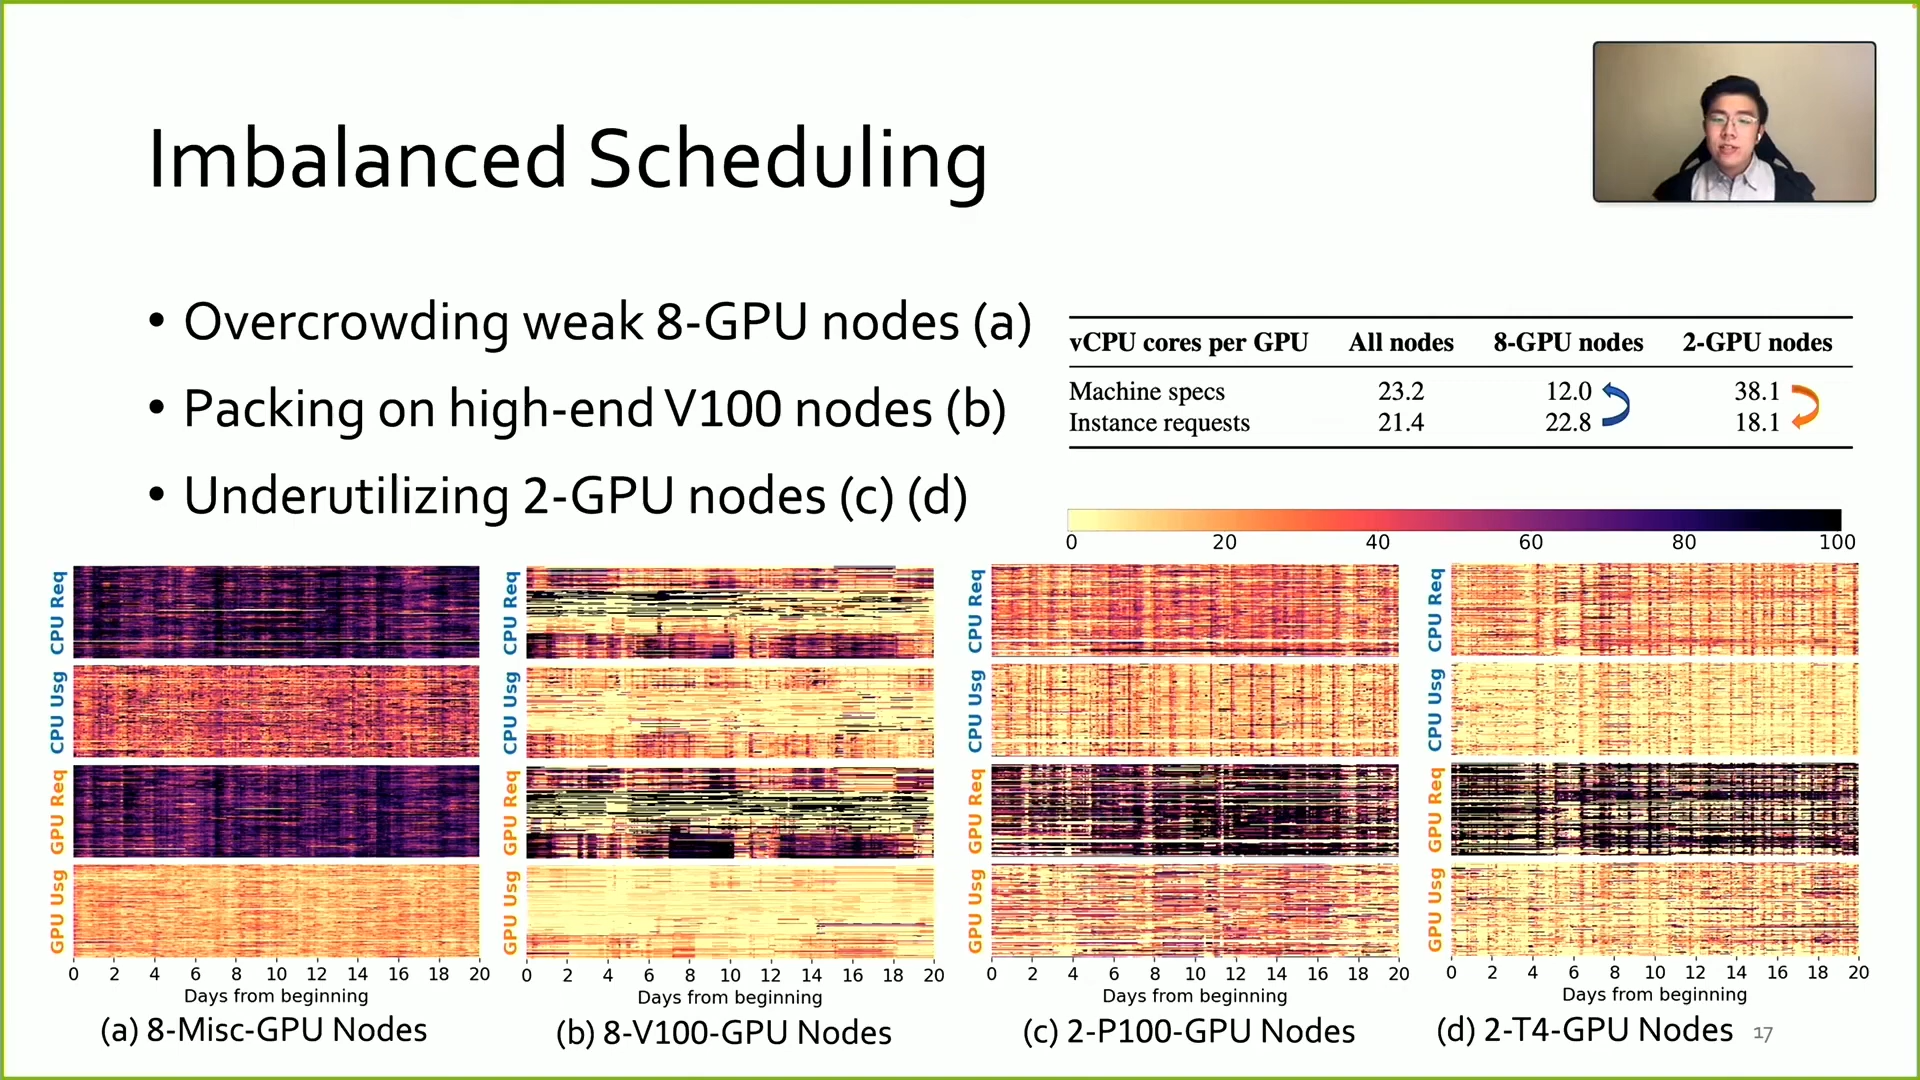 Imbalanced Scheduling
• Overcrowding weak 8-GPU nodes (a)
• Packing on high-end V100 nodes (b)
• Underutilizing 2-GPU nodes (c) (d)
vCPU cores per GPU All nodes 8-GPU nodes 2-GPU nodes
Machine specs 23.2 12.0 38.1
Instance requests 21.4 22.8 18.1
0 20 40 60 80 100
CPU Req
CPU Usg
GPU Req
GPU Usg
0 2 4 6 8 10 12 14 16 18 20
Days from beginning
(a) 8-Misc-GPU Nodes
CPU Req
CPU Usg
GPU Req
GPU Usg
0 2 4 6 8 10 12 14 16 18 20
Days from beginning
(b) 8-V100-GPU Nodes
CPU Req
CPU Usg
GPU Req
GPU Usg
0 2 4 6 8 10 12 14 16 18 20
Days from beginning
(c) 2-P100-GPU Nodes
CPU Req
CPU Usg
GPU Req
GPU Usg
0 2 4 6 8 10 12 14 16 18 20
Days from beginning
(d) 2-T4-GPU Nodes
17